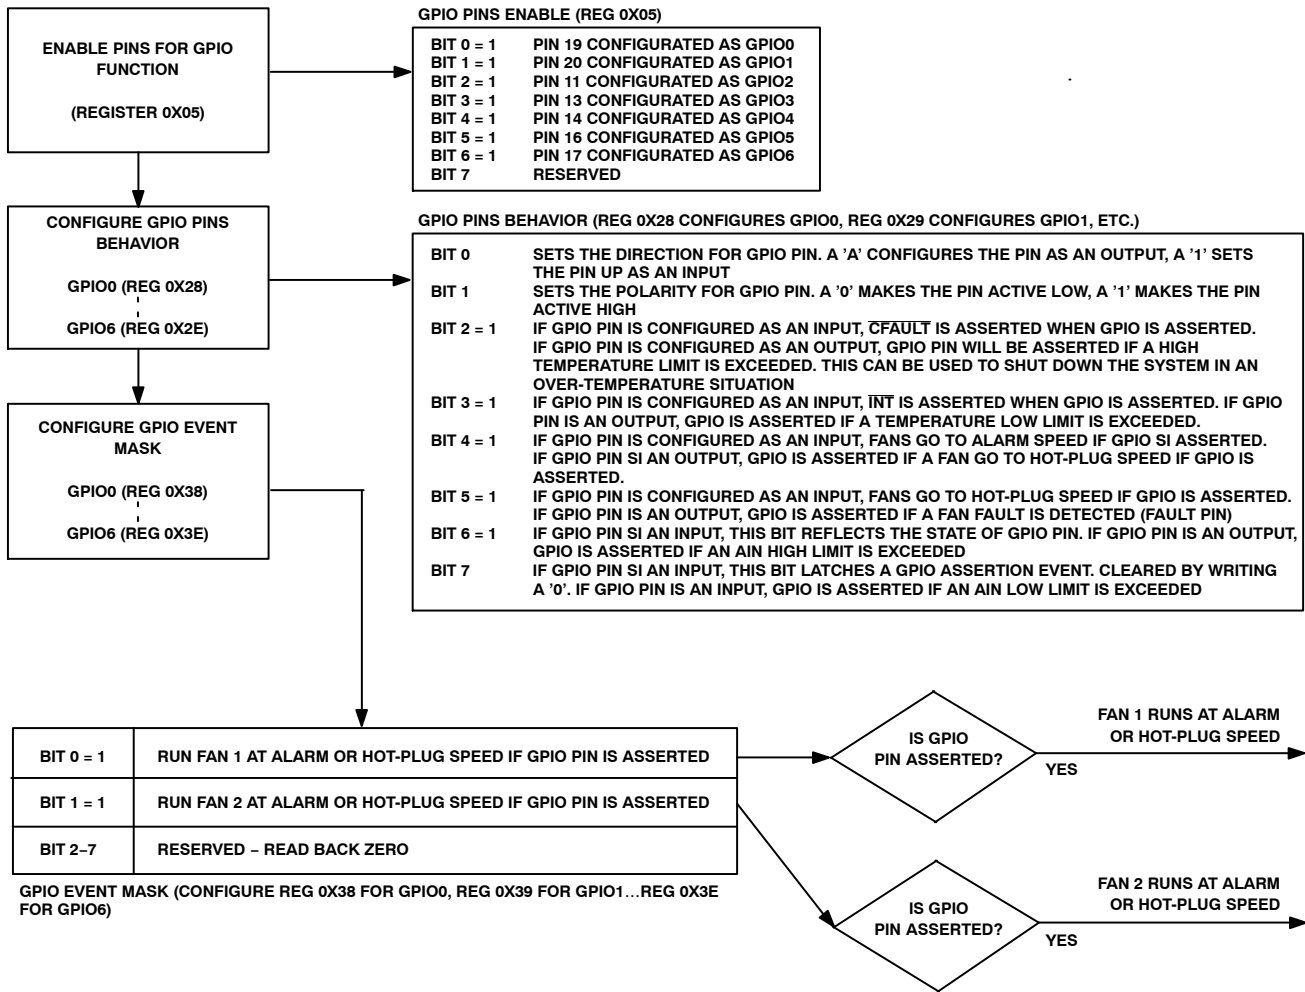 ENABLE PINS FOR GPIO
FUNCTION
(REGISTER 0X05)
GPIO PINS ENABLE (REG 0X05)
BIT 0 = 1 PIN 19 CONFIGURATED AS GPIO0
BIT 1 = 1 PIN 20 CONFIGURATED AS GPIO1
BIT 2 = 1 PIN 11 CONFIGURATED AS GPIO2
BIT 3 = 1 PIN 13 CONFIGURATED AS GPIO3
BIT 4 = 1 PIN 14 CONFIGURATED AS GPIO4
BIT 5 = 1 PIN 16 CONFIGURATED AS GPIO5
BIT 6 = 1 PIN 17 CONFIGURATED AS GPIO6
BIT 7 RESERVED
CONFIGURE GPIO PINS
BEHAVIOR
GPIO0 (REG 0X28)
GPIO6 (REG 0X2E)
GPIO PINS BEHAVIOR (REG 0X28 CONFIGURES GPIO0, REG 0X29 CONFIGURES GPIO1, ETC.)
BIT 0 SETS THE DIRECTION FOR GPIO PIN. A ’A’ CONFIGURES THE PIN AS AN OUTPUT, A ’1’ SETS
THE PIN UP AS AN INPUT
BIT 1 SETS THE POLARITY FOR GPIO PIN. A ’0’ MAKES THE PIN ACTIVE LOW, A ’1’ MAKES THE PIN
ACTIVE HIGH
BIT 2 = 1 IF GPIO PIN IS CONFIGURED AS AN INPUT, CFAULT IS ASSERTED WHEN GPIO IS ASSERTED.
IF GPIO PIN IS CONFIGURED AS AN OUTPUT, GPIO PIN WILL BE ASSERTED IF A HIGH
TEMPERATURE LIMIT IS EXCEEDED. THIS CAN BE USED TO SHUT DOWN THE SYSTEM IN AN
OVER-TEMPERATURE SITUATION
BIT 3 = 1 IF GPIO PIN IS CONFIGURED AS AN INPUT, INT IS ASSERTED WHEN GPIO IS ASSERTED. IF GPIO
PIN IS AN OUTPUT, GPIO IS ASSERTED IF A TEMPERATURE LOW LIMIT IS EXCEEDED.
BIT 4 = 1 IF GPIO PIN IS CONFIGURED AS AN INPUT, FANS GO TO ALARM SPEED IF GPIO SI ASSERTED.
IF GPIO PIN SI AN OUTPUT, GPIO IS ASSERTED IF A FAN GO TO HOT-PLUG SPEED IF GPIO IS
ASSERTED.
BIT 5 = 1 IF GPIO PIN IS CONFIGURED AS AN INPUT, FANS GO TO HOT-PLUG SPEED IF GPIO IS ASSERTED.
IF GPIO PIN IS AN OUTPUT, GPIO IS ASSERTED IF A FAN FAULT IS DETECTED (FAULT PIN)
BIT 6 = 1 IF GPIO PIN SI AN INPUT, THIS BIT REFLECTS THE STATE OF GPIO PIN. IF GPIO PIN IS AN OUTPUT,
GPIO IS ASSERTED IF AN AIN HIGH LIMIT IS EXCEEDED
BIT 7 IF GPIO PIN SI AN INPUT, THIS BIT LATCHES A GPIO ASSERTION EVENT. CLEARED BY WRITING
A ’0’. IF GPIO PIN IS AN INPUT, GPIO IS ASSERTED IF AN AIN LOW LIMIT IS EXCEEDED
CONFIGURE GPIO EVENT
MASK
GPIO0 (REG 0X38)
GPIO6 (REG 0X3E)
BIT 0 = 1 RUN FAN 1 AT ALARM OR HOT-PLUG SPEED IF GPIO PIN IS ASSERTED
BIT 1 = 1 RUN FAN 2 AT ALARM OR HOT-PLUG SPEED IF GPIO PIN IS ASSERTED
BIT 2–7 RESERVED – READ BACK ZERO
GPIO EVENT MASK (CONFIGURE REG 0X38 FOR GPIO0, REG 0X39 FOR GPIO1...REG 0X3E
FOR GPIO6)
IS GPIO
PIN ASSERTED?
YES
FAN 1 RUNS AT ALARM
OR HOT-PLUG SPEED
IS GPIO
PIN ASSERTED?
YES
FAN 2 RUNS AT ALARM
OR HOT-PLUG SPEED